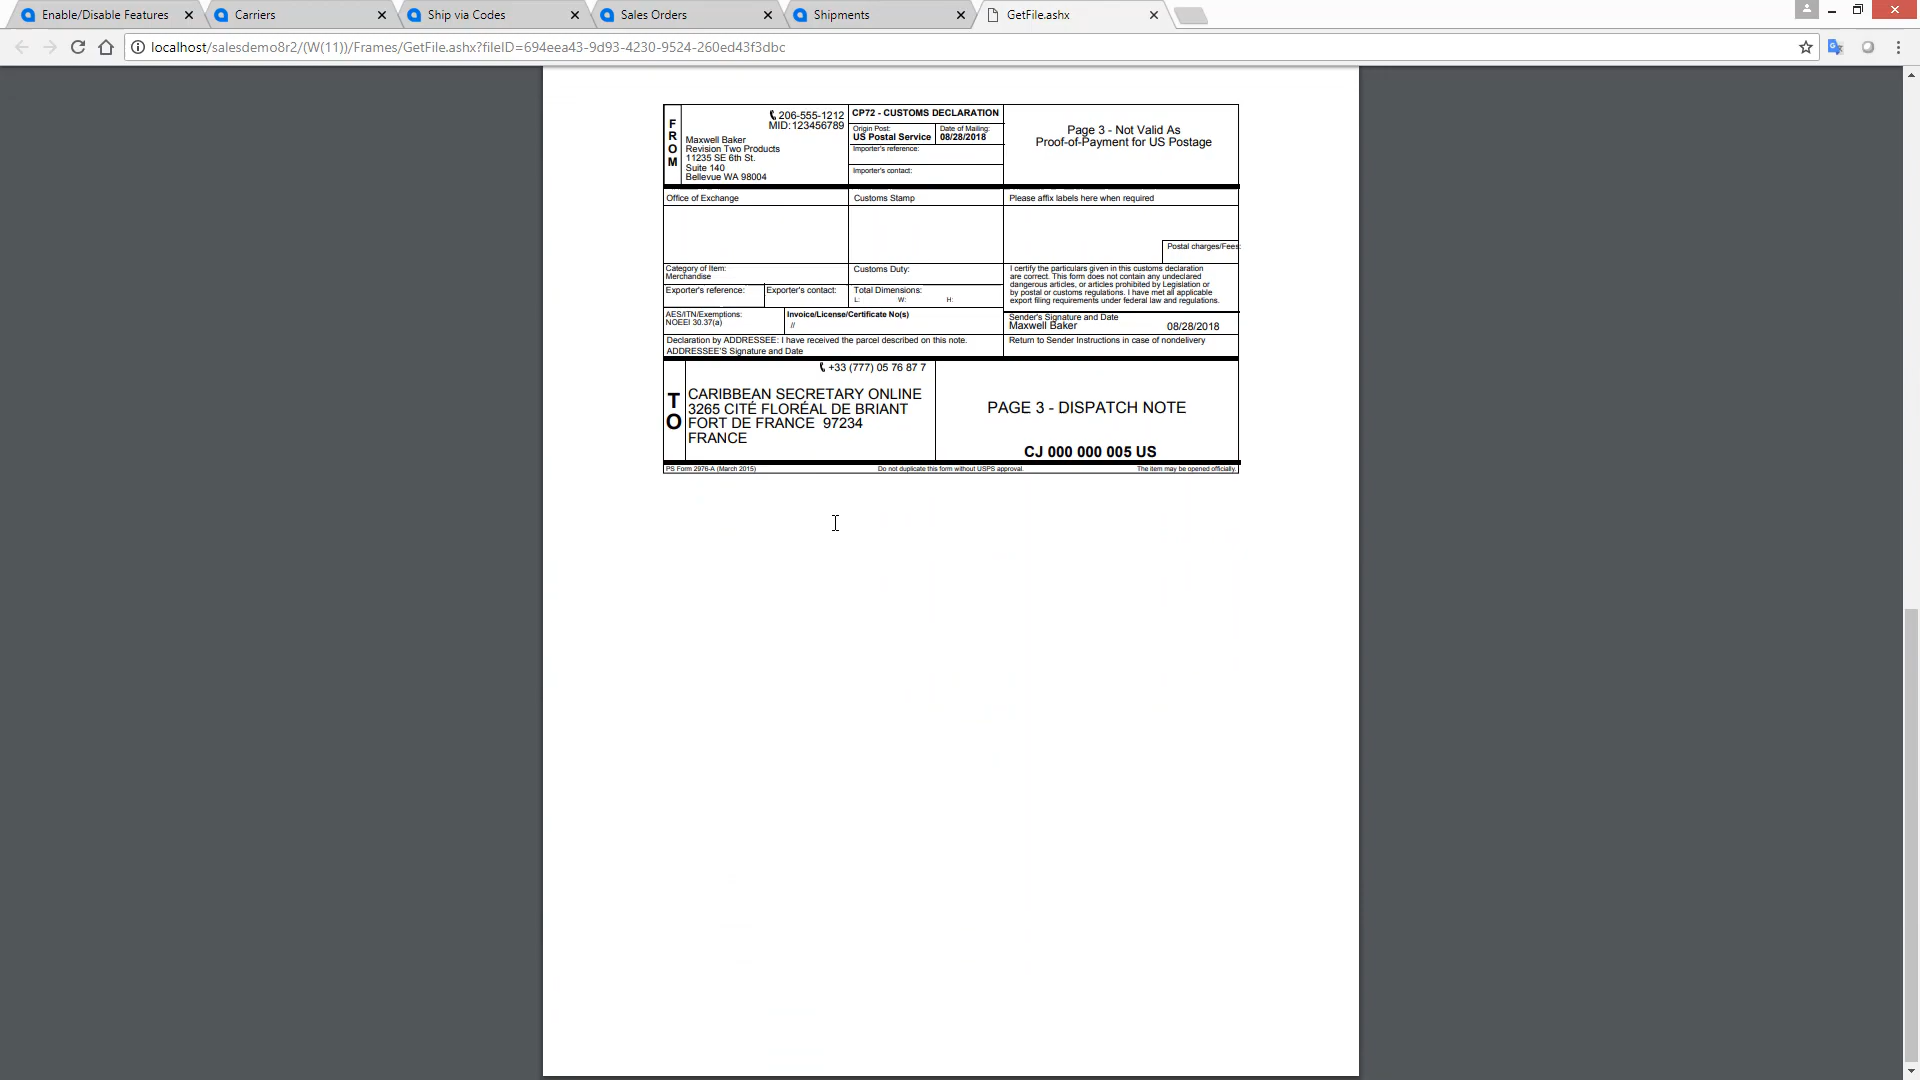 Enable/Disable Features
Carriers
Ship via Codes
Sales Orders
Shipments
GetFile.ashx
localhost/salesdemo8r2/(W(11))/Frames/GetFile.ashx?fileID=694eea43-9d93-4230-9524-260ed43f3dbc
FROM
206-555-1212
MID:123456789
Maxwell Baker
Revision Two Products
11235 SE 6th St.
Suite 140
Bellevue WA 98004
CP72 - CUSTOMS DECLARATION
Origin Post:
US Postal Service
Date of Mailing:
08/28/2018
Importer's reference:
Importer's contact:
Page 3 - Not Valid As
Proof-of-Payment for US Postage
Office of Exchange
Customs Stamp
Please affix labels here when required
Postal charges/Fees:
Category of Item:
Merchandise
Customs Duty:
Exporter's reference:
Exporter's contact:
Total Dimensions:
L: W: H:
I certify the particulars given in this customs declaration
are correct. This form does not contain any undeclared
dangerous articles, or articles prohibited by Legislation or
by postal or customs regulations. I have met all applicable
export filing requirements under federal law and regulations.
AES/ITN/Exemptions:
NOEEI 30.37(a)
Invoice/License/Certificate No(s)
//
Sender's Signature and Date
Maxwell Baker 08/28/2018
Declaration by ADDRESSEE: I have received the parcel described on this note.
ADDRESSEE'S Signature and Date
Return to Sender Instructions in case of nondelivery
TO
+33 (777) 05 76 87 7
CARIBBEAN SECRETARY ONLINE
3265 CITÉ FLORÉAL DE BRIANT
FORT DE FRANCE 97234
FRANCE
PAGE 3 - DISPATCH NOTE
CJ 000 000 005 US
PS Form 2976-A (March 2015)
Do not duplicate this form without USPS approval.
The item may be opened officially.